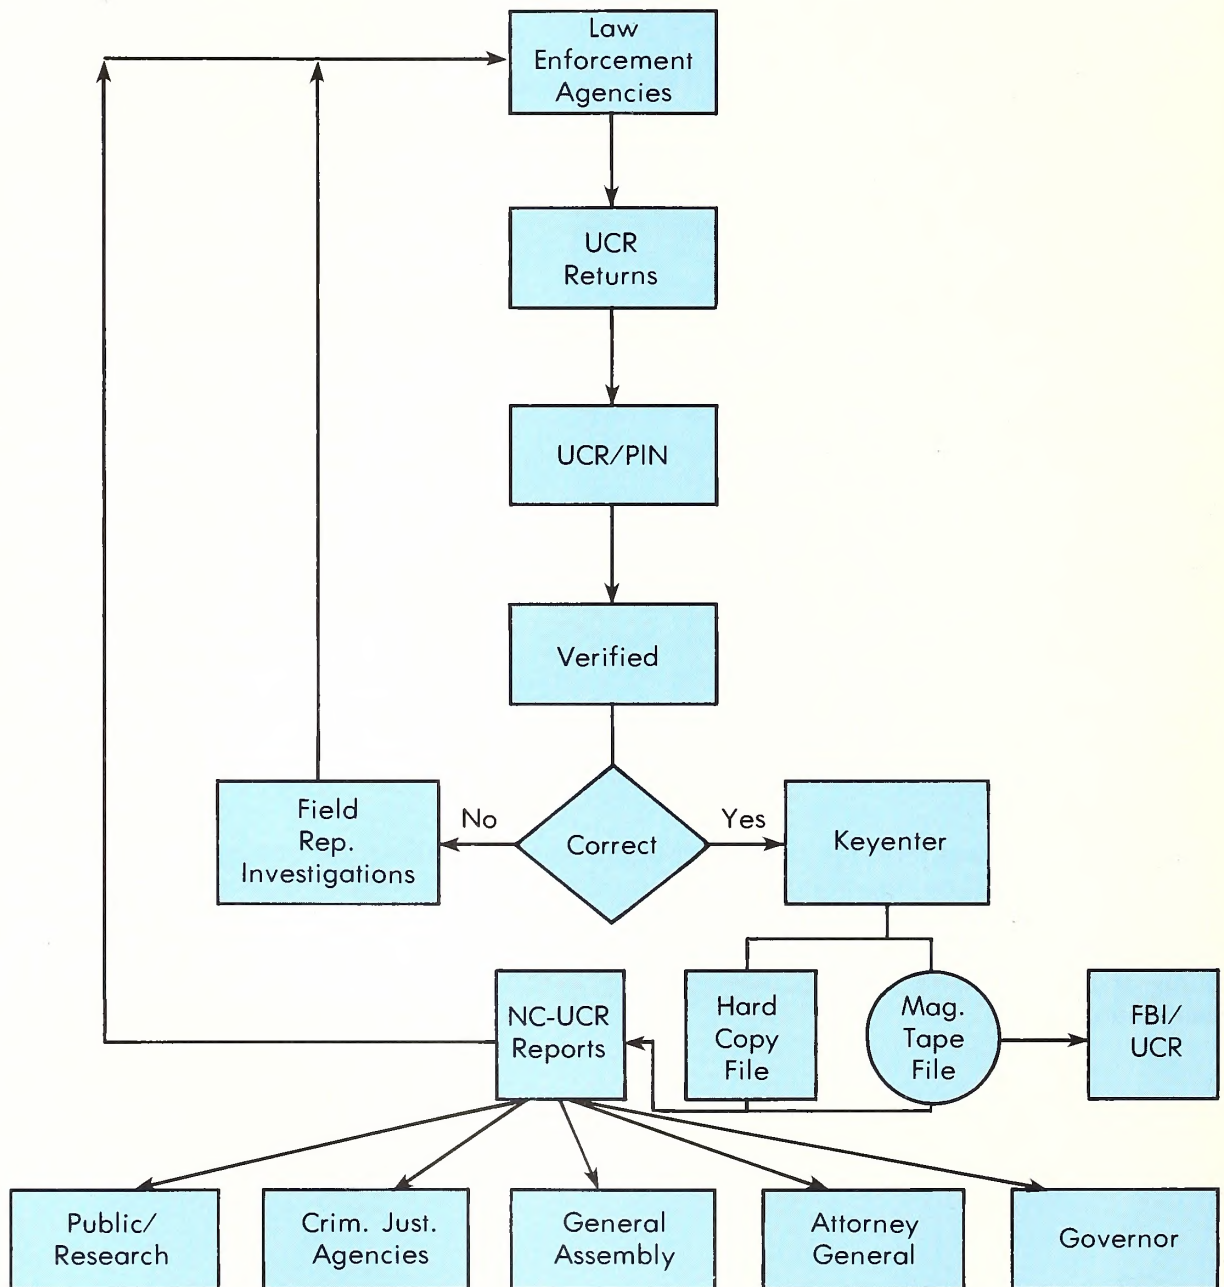 Law
Enforcement
Agencies
UCR
Returns
UCR/PIN
Verified
Field
Rep.
Investigations
No
Correct
Yes
Keyenter
NC-UCR
Reports
Hard
Copy
File
Mag.
Tape
File
FBI/
UCR
Public/
Research
Crim. Just.
Agencies
General
Assembly
Attorney
General
Governor